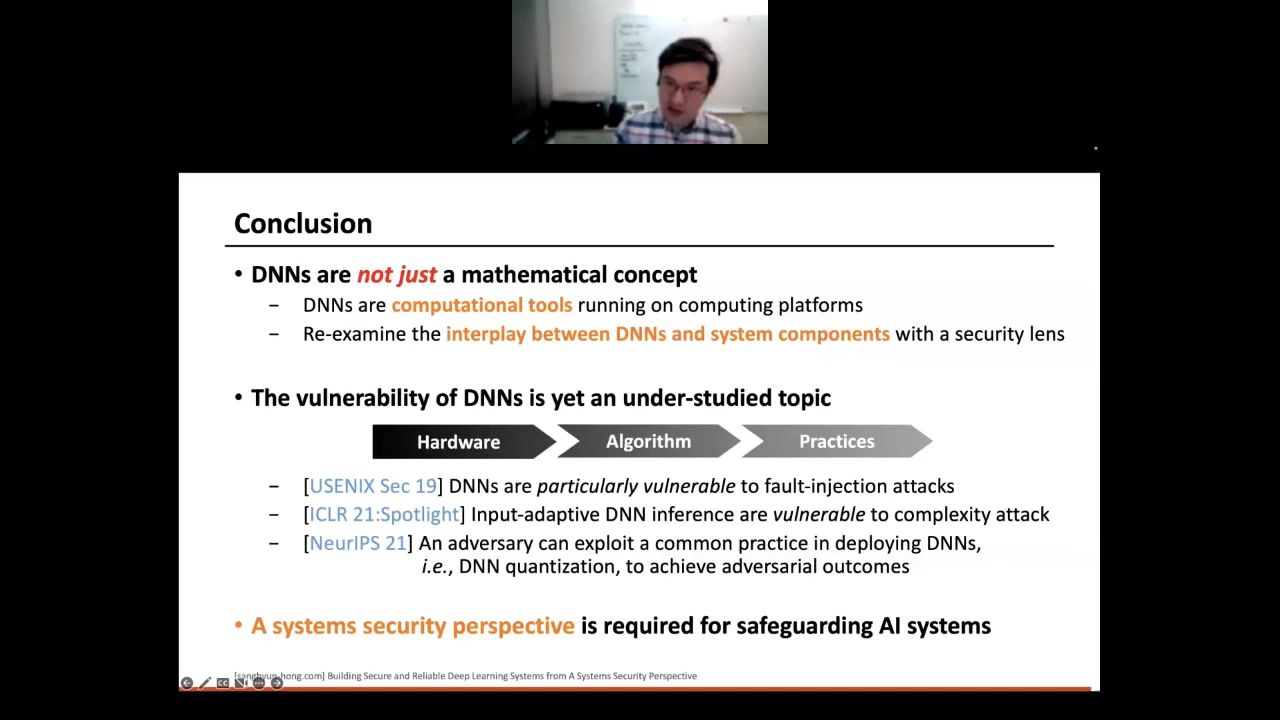 Conclusion
• DNNs are not just a mathematical concept
– DNNs are computational tools running on computing platforms
– Re-examine the interplay between DNNs and system components with a security lens
• The vulnerability of DNNs is yet an under-studied topic
Hardware Algorithm Practices
– [USENIX Sec 19] DNNs are particularly vulnerable to fault-injection attacks
– [ICLR 21:Spotlight] Input-adaptive DNN inference are vulnerable to complexity attack
– [NeurIPS 21] An adversary can exploit a common practice in deploying DNNs,
i.e., DNN quantization, to achieve adversarial outcomes
• A systems security perspective is required for safeguarding AI systems
[sanghyun-hong.com] Building Secure and Reliable Deep Learning Systems from A Systems Security Perspective